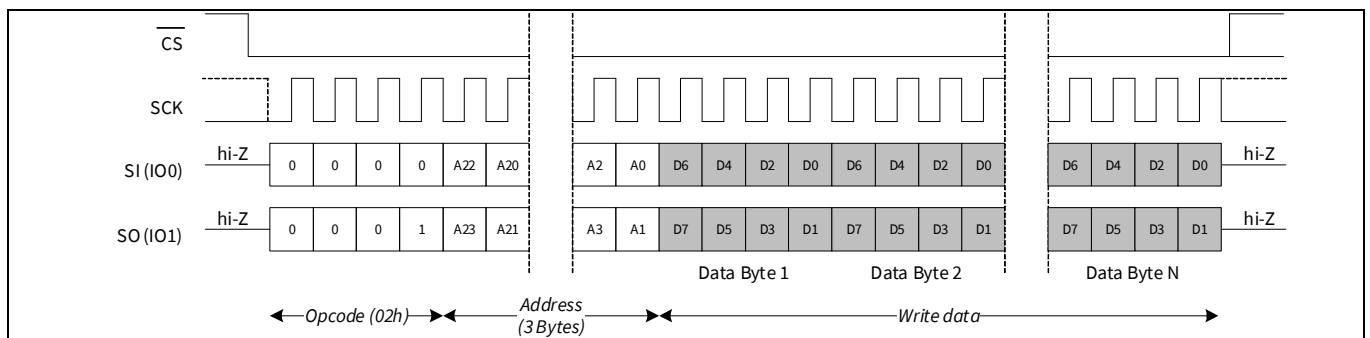 CS
SCK
SI (IO0) hi-Z 0 0 0 0 A22 A20 A2 A0 D6 D4 D2 D0 D6 D4 D2 D0 D6 D4 D2 D0 hi-Z
SO (IO1) hi-Z 0 0 0 1 A23 A21 A3 A1 D7 D5 D3 D1 D7 D5 D3 D1 D7 D5 D3 D1 hi-Z
Data Byte 1 Data Byte 2 Data Byte N
Opcode (02h) Address Write data
(3 Bytes)